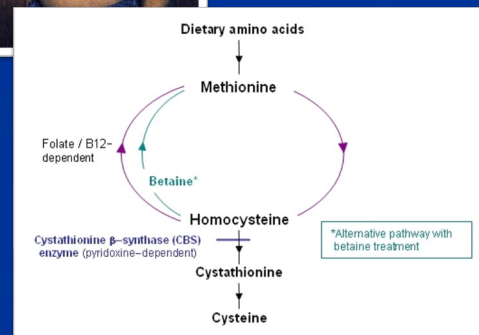 Dietary amino acids
Methionine
Folate / B12–
dependent
Betaine*
Homocysteine
Cystathionine β–synthase (CBS)
enzyme (pyridoxine–dependent)
*Alternative pathway with
betaine treatment
Cystathionine
Cysteine